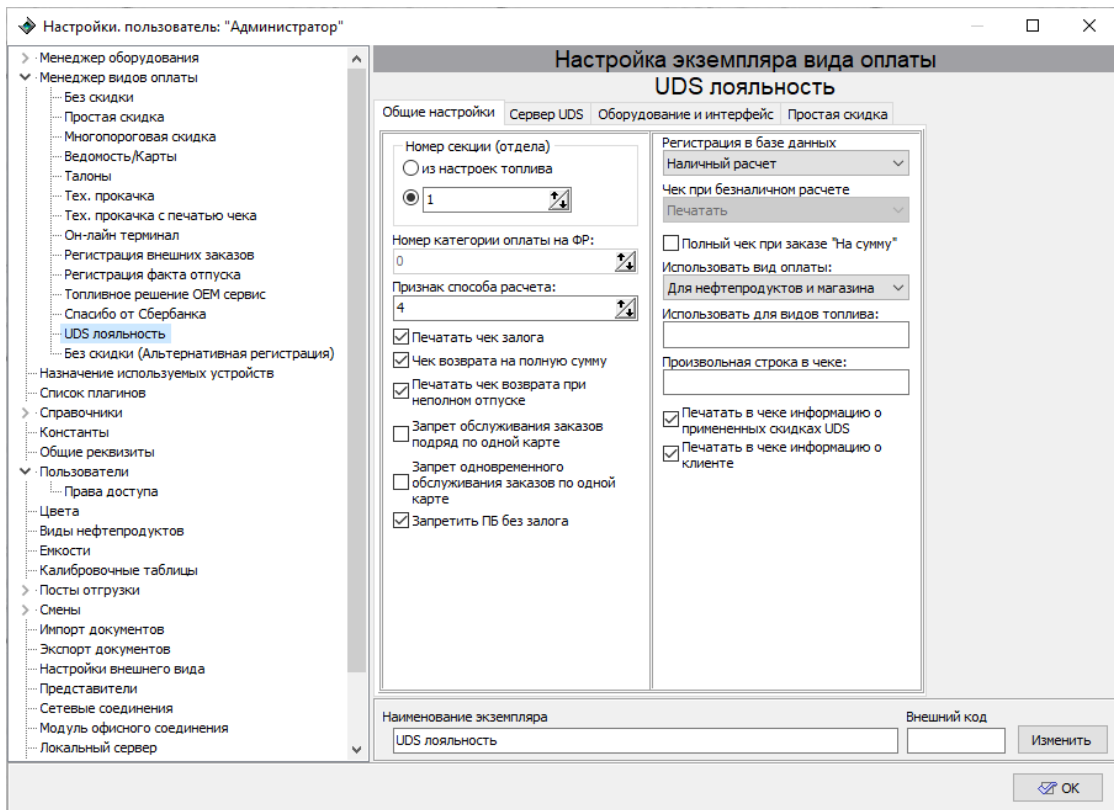 Настройки. пользователь: "Администратор"
Менеджер оборудования
Менеджер видов оплаты
Без скидки
Простая скидка
Многопороговая скидка
Ведомость/Карты
Талоны
Тех. прокачка
Тех. прокачка с печатью чека
Он-лайн терминал
Регистрация внешних заказов
Регистрация факта отпуска
Топливное решение OEM сервис
Спасибо от Сбербанка
UDS лояльность
Без скидки (Альтернативная регистрация)
Назначение используемых устройств
Список плагинов
Справочники
Константы
Общие реквизиты
Пользователи
Права доступа
Цвета
Виды нефтепродуктов
Емкости
Калибровочные таблицы
Посты отгрузки
Смены
Импорт документов
Экспорт документов
Настройки внешнего вида
Представители
Сетевые соединения
Модуль офисного соединения
Локальный сервер
Настройка экземпляра вида оплаты
UDS лояльность
Общие настройки Сервер UDS Оборудование и интерфейс Простая скидка
Номер секции (отдела)
из настроек топлива
1
Номер категории оплаты на ФР:
0
Признак способа расчета:
4
Печатать чек залога
Чек возврата на полную сумму
Печатать чек возврата при
неполном отпуске
Запрет обслуживания заказов
подряд по одной карте
Запрет одновременного
обслуживания заказов по одной
карте
Запретить ПБ без залога
Регистрация в базе данных
Наличный расчет
Чек при безналичном расчете
Печатать
Полный чек при заказе "На сумму"
Использовать вид оплаты:
Для нефтепродуктов и магазина
Использовать для видов топлива:
Произвольная строка в чеке:
Печатать в чеке информацию о
примененных скидках UDS
Печатать в чеке информацию о
клиенте
Наименование экземпляра
Внешний код
UDS лояльность
Изменить
OK